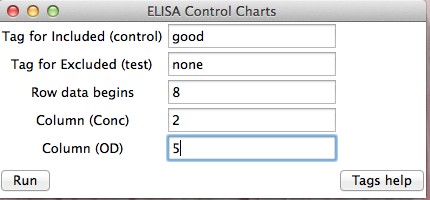 ELISA Control Charts
Tag for Included (control) good
Tag for Excluded (test) none
Row data begins 8
Column (Conc) 2
Column (OD) 5
Run Tags help